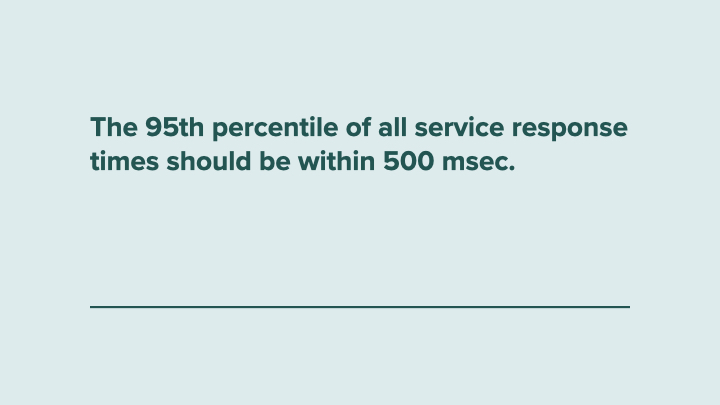 The 95th percentile of all service response
times should be within 500 msec.